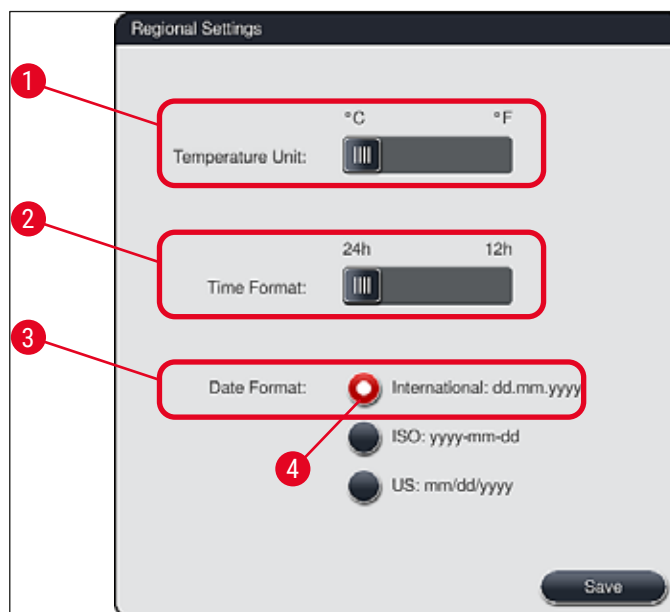 Regional Settings
1
°C °F
Temperature Unit:
2
24h 12h
Time Format:
3
Date Format: International: dd.mm.yyyy
4
ISO: yyyy-mm-dd
US: mm/dd/yyyy
Save